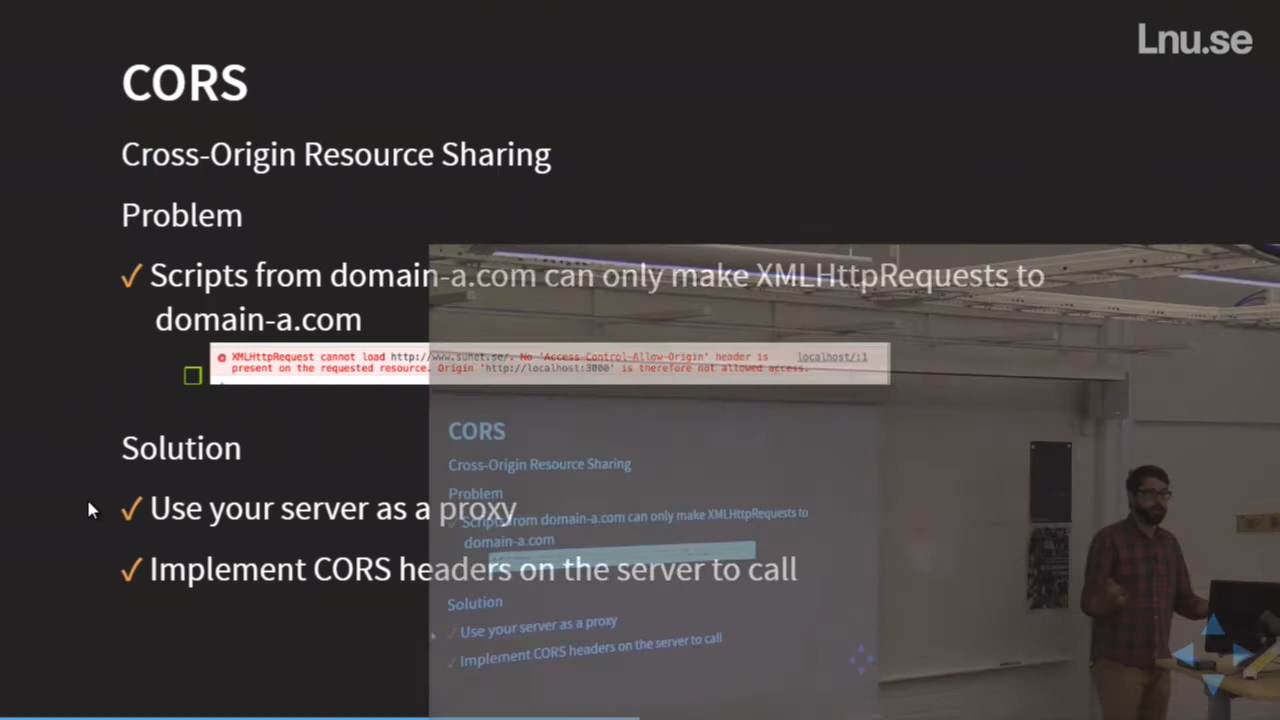 Lnu.se
CORS
Cross-Origin Resource Sharing
Problem
✓ Scripts from domain-a.com can only make XMLHttpRequests to
domain-a.com
XMLHttpRequest cannot load http://www.sunet.se/. No 'Access-Control-Allow-Origin' header is localhost/:1
present on the requested resource. Origin 'http://localhost:3000' is therefore not allowed access.
Solution
✓ Use your server as a proxy
✓ Implement CORS headers on the server to call
CORS
Cross-Origin Resource Sharing
Problem
✓ Scripts from domain-a.com can only make XMLHttpRequests to
domain-a.com
Solution
✓ Use your server as a proxy
✓ Implement CORS headers on the server to call